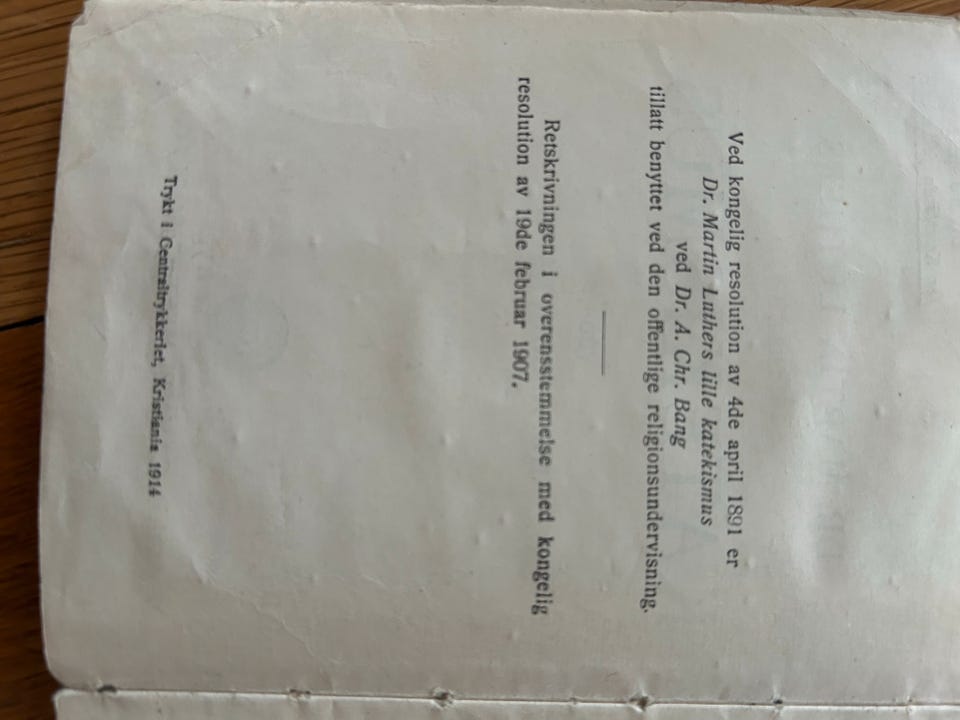 Ved kongelig resolution av 4de april 1891 er
Dr. Martin Luthers lille katekismus
ved Dr. A. Chr. Bang
tillatt benyttet ved den offentlige religionsundervisning.
Retskrivningen i overensstemmelse med kongelig
resolution av 19de februar 1907.
Trykt i Centraltrykkeriet, Kristiania 1914